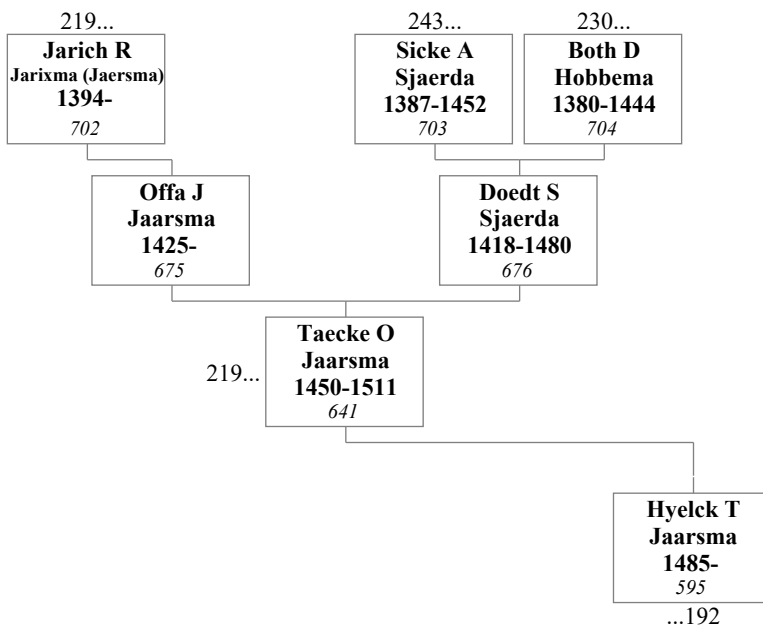 219...
Jarich R
Jarixma (Jaersma)
1394-
702
243...
Sicke A
Sjaerda
1387-1452
703
230...
Both D
Hobbema
1380-1444
704
Offa J
Jaarsma
1425-
675
Doedt S
Sjaerda
1418-1480
676
219...
Taecke O
Jaarsma
1450-1511
641
Hyelck T
Jaarsma
1485-
595
...192